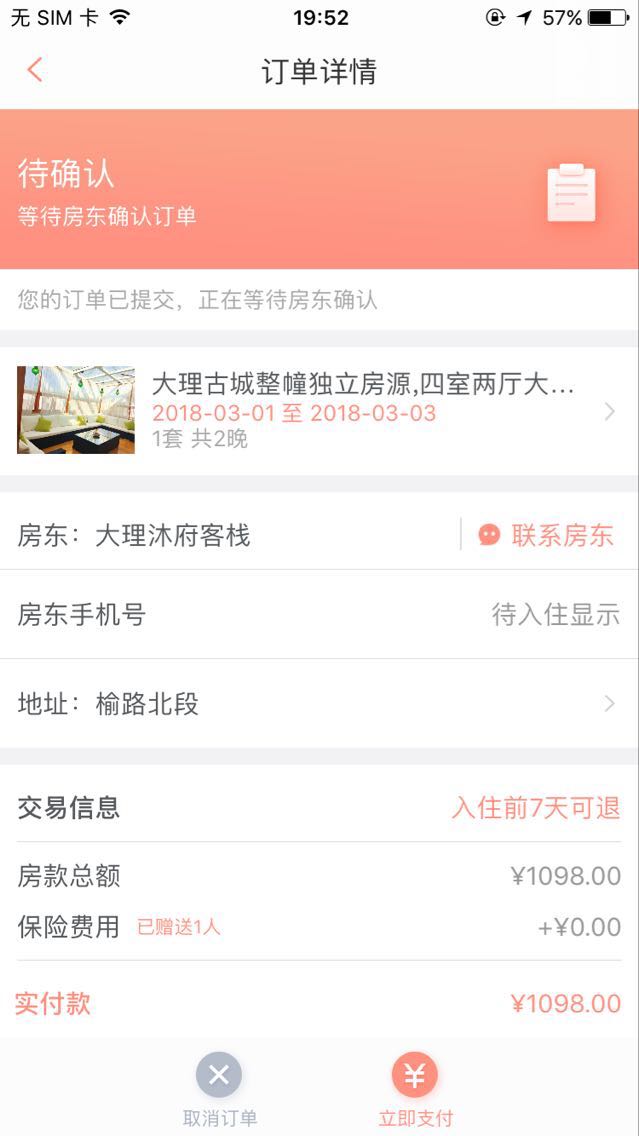 无 SIM 卡
19:52
57%
订单详情
待确认
等待房东确认订单
您的订单已提交，正在等待房东确认
大理古城整幢独立房源,四室两厅大...
2018-03-01 至 2018-03-03
1套 共2晚
房东：大理沐府客栈
联系房东
房东手机号
待入住显示
地址：榆路北段
交易信息
入住前7天可退
房款总额
¥1098.00
保险费用 已赠送1人
+¥0.00
实付款
¥1098.00
¥
取消订单
立即支付